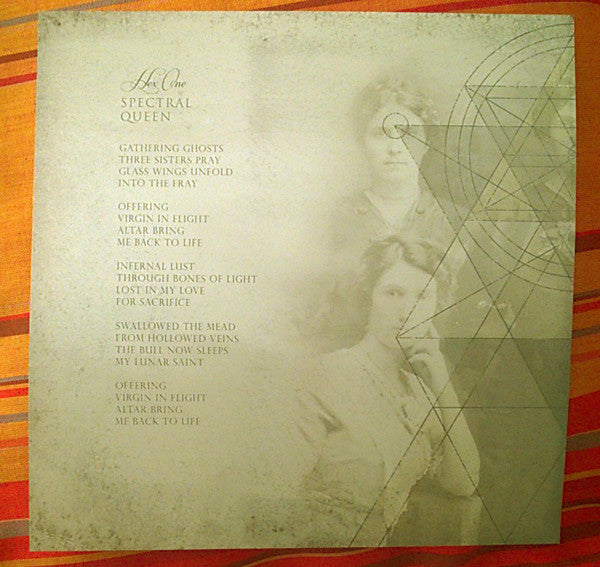 Hex One
SPECTRAL
QUEEN
GATHERING GHOSTS
THREE SISTERS PRAY
GLASS WINGS UNFOLD
INTO THE FRAY
OFFERING
VIRGIN IN FLIGHT
ALTAR BRING
ME BACK TO LIFE
INFERNAL LUST
THROUGH BONES OF LIGHT
LOST IN MY LOVE
FOR SACRIFICE
SWALLOWED THE MEAD
FROM HOLLOWED VEINS
THE BULL NOW SLEEPS
MY LUNAR SAINT
OFFERING
VIRGIN IN FLIGHT
ALTAR BRING
ME BACK TO LIFE